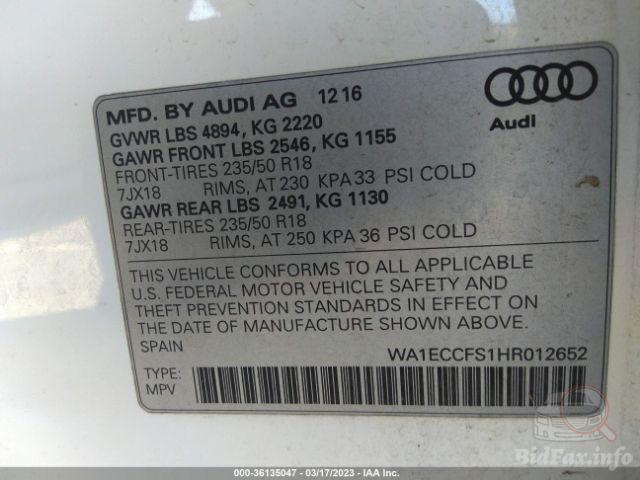 MFD. BY AUDI AG 12 16
Audi
GVWR LBS 4894, KG 2220
GAWR FRONT LBS 2546, KG 1155
FRONT-TIRES 235/50 R18
7JX18 RIMS, AT 230 KPA 33 PSI COLD
GAWR REAR LBS 2491, KG 1130
REAR-TIRES 235/50 R18
7JX18 RIMS, AT 250 KPA 36 PSI COLD
THIS VEHICLE CONFORMS TO ALL APPLICABLE
U.S. FEDERAL MOTOR VEHICLE SAFETY AND
THEFT PREVENTION STANDARDS IN EFFECT ON
THE DATE OF MANUFACTURE SHOWN ABOVE.
SPAIN
WA1ECCFS1HR012652
TYPE:
MPV
BidFax.info
000-36135047 - 03/17/2023 - IAA Inc.